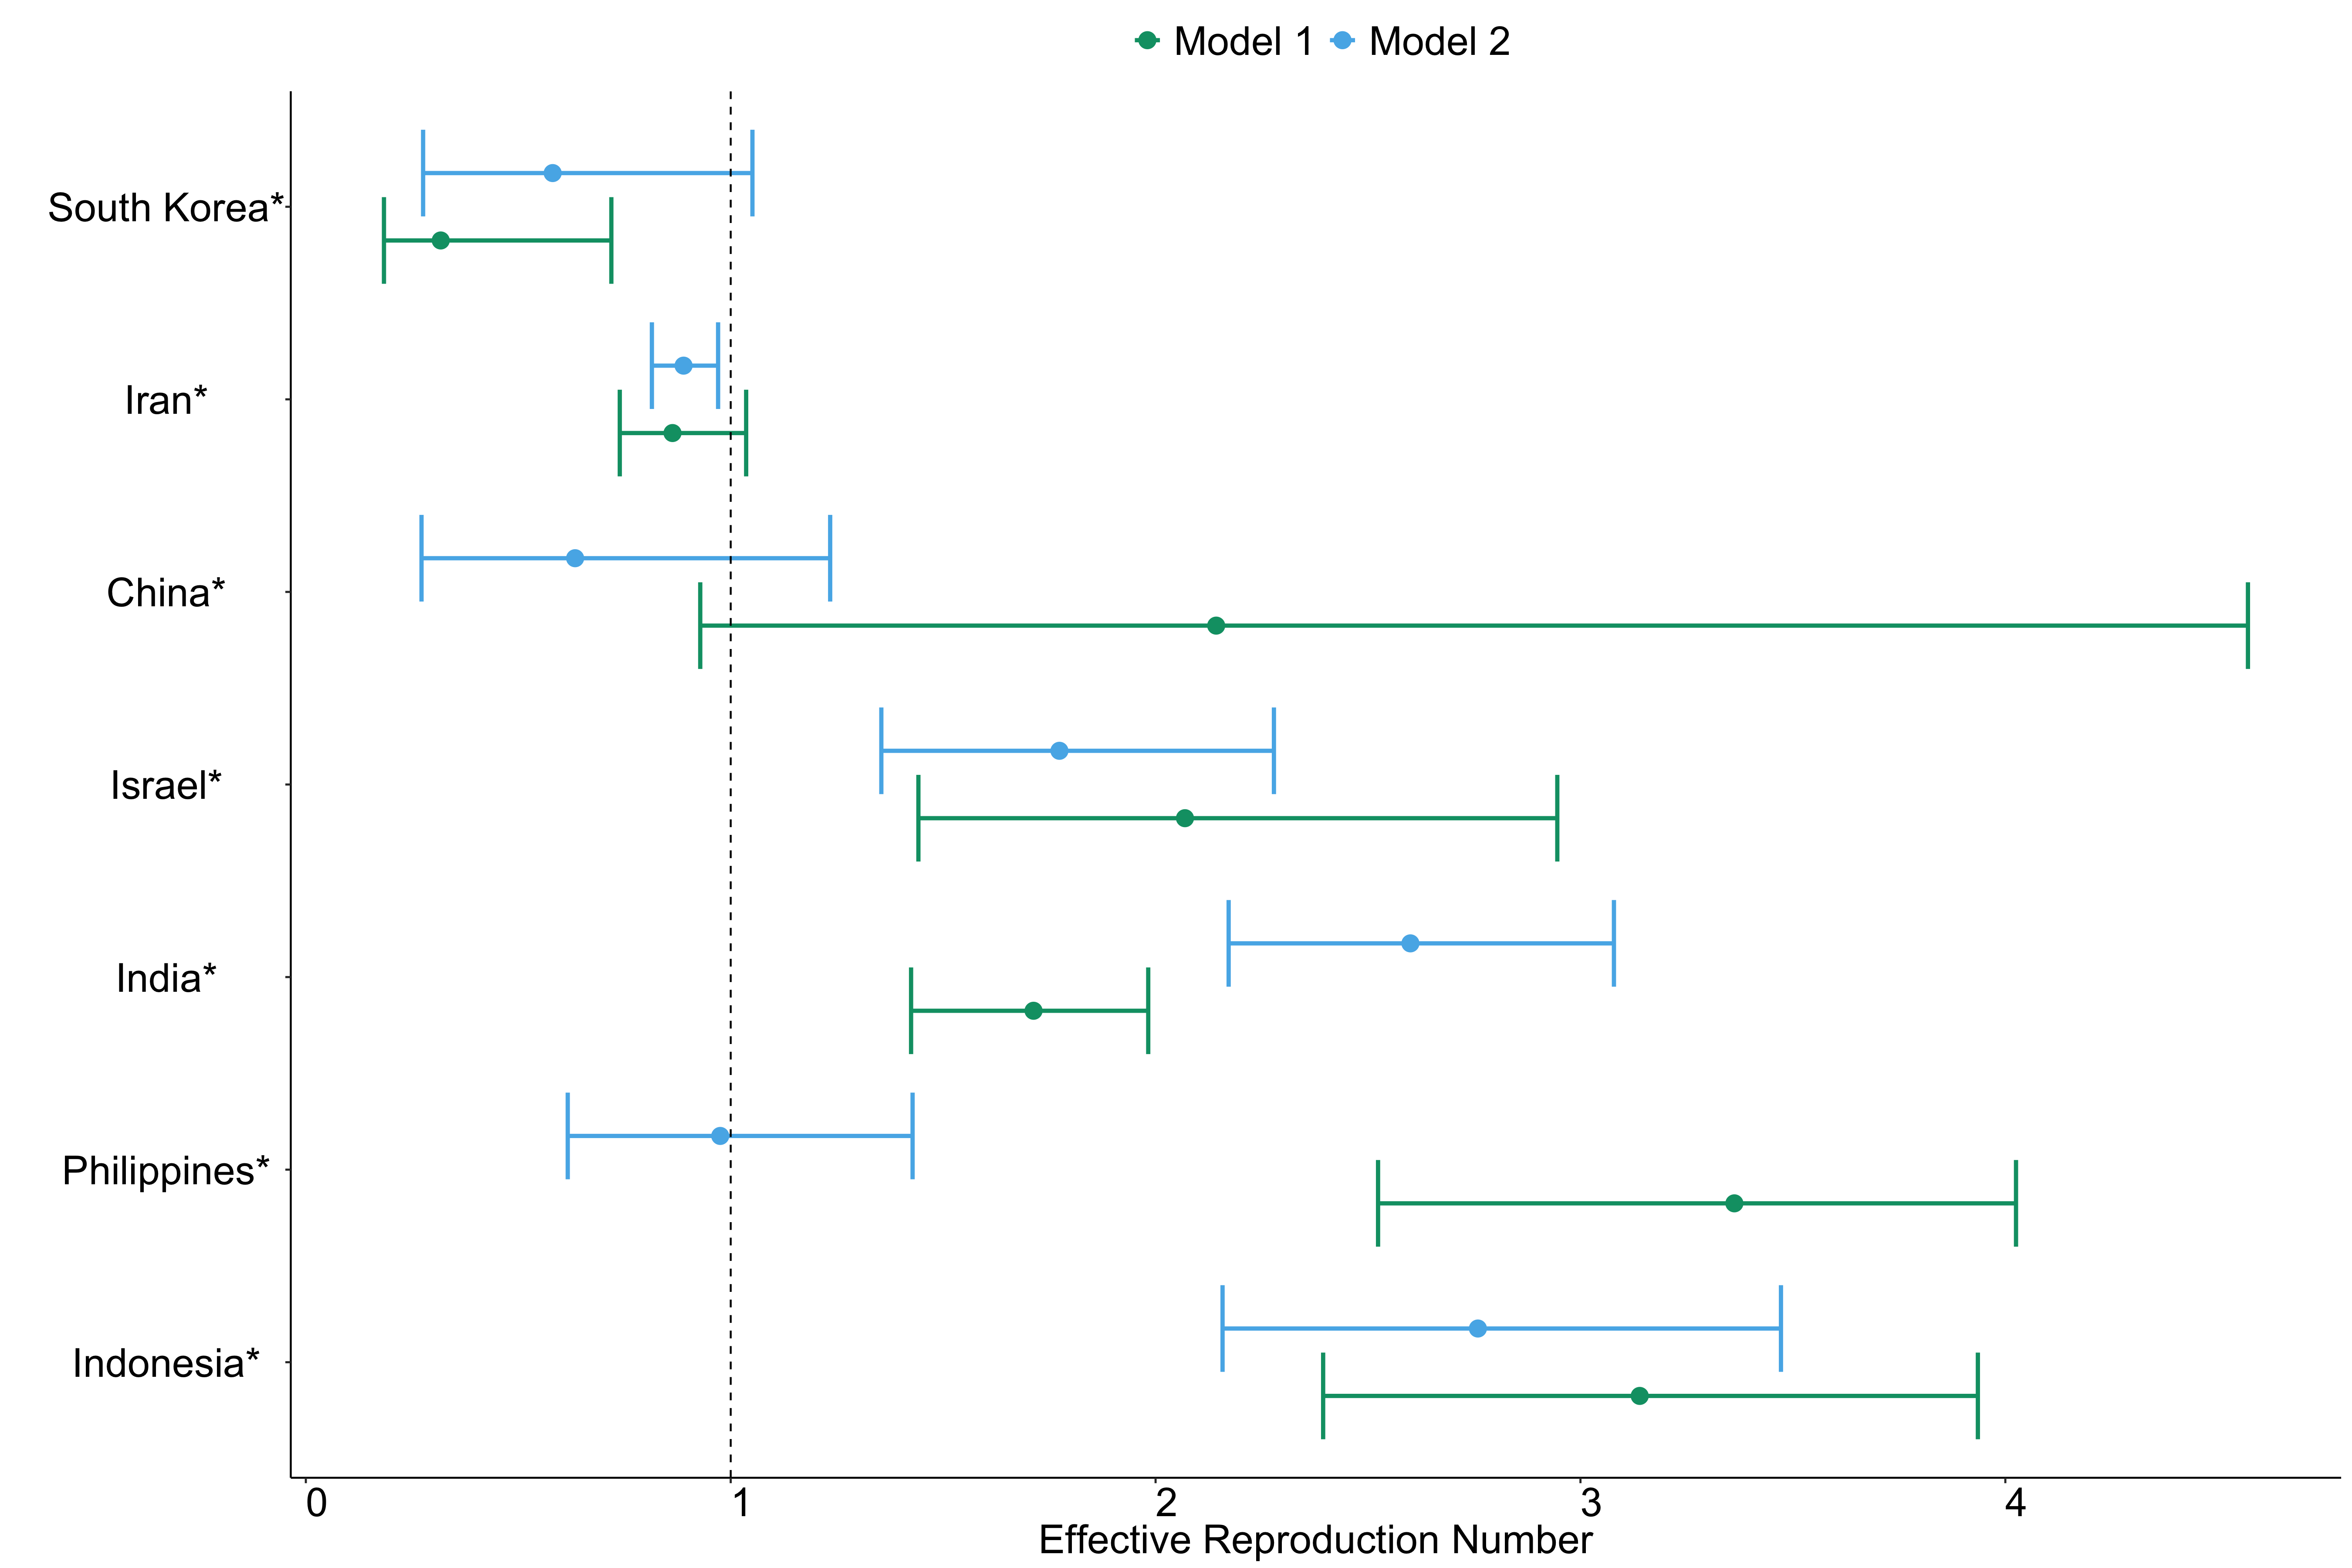 Model 1 Model 2
South Korea*
Iran*
China*
Israel*
India*
Philippines*
Indonesia*
0 1 2 3 4
Effective Reproduction Number